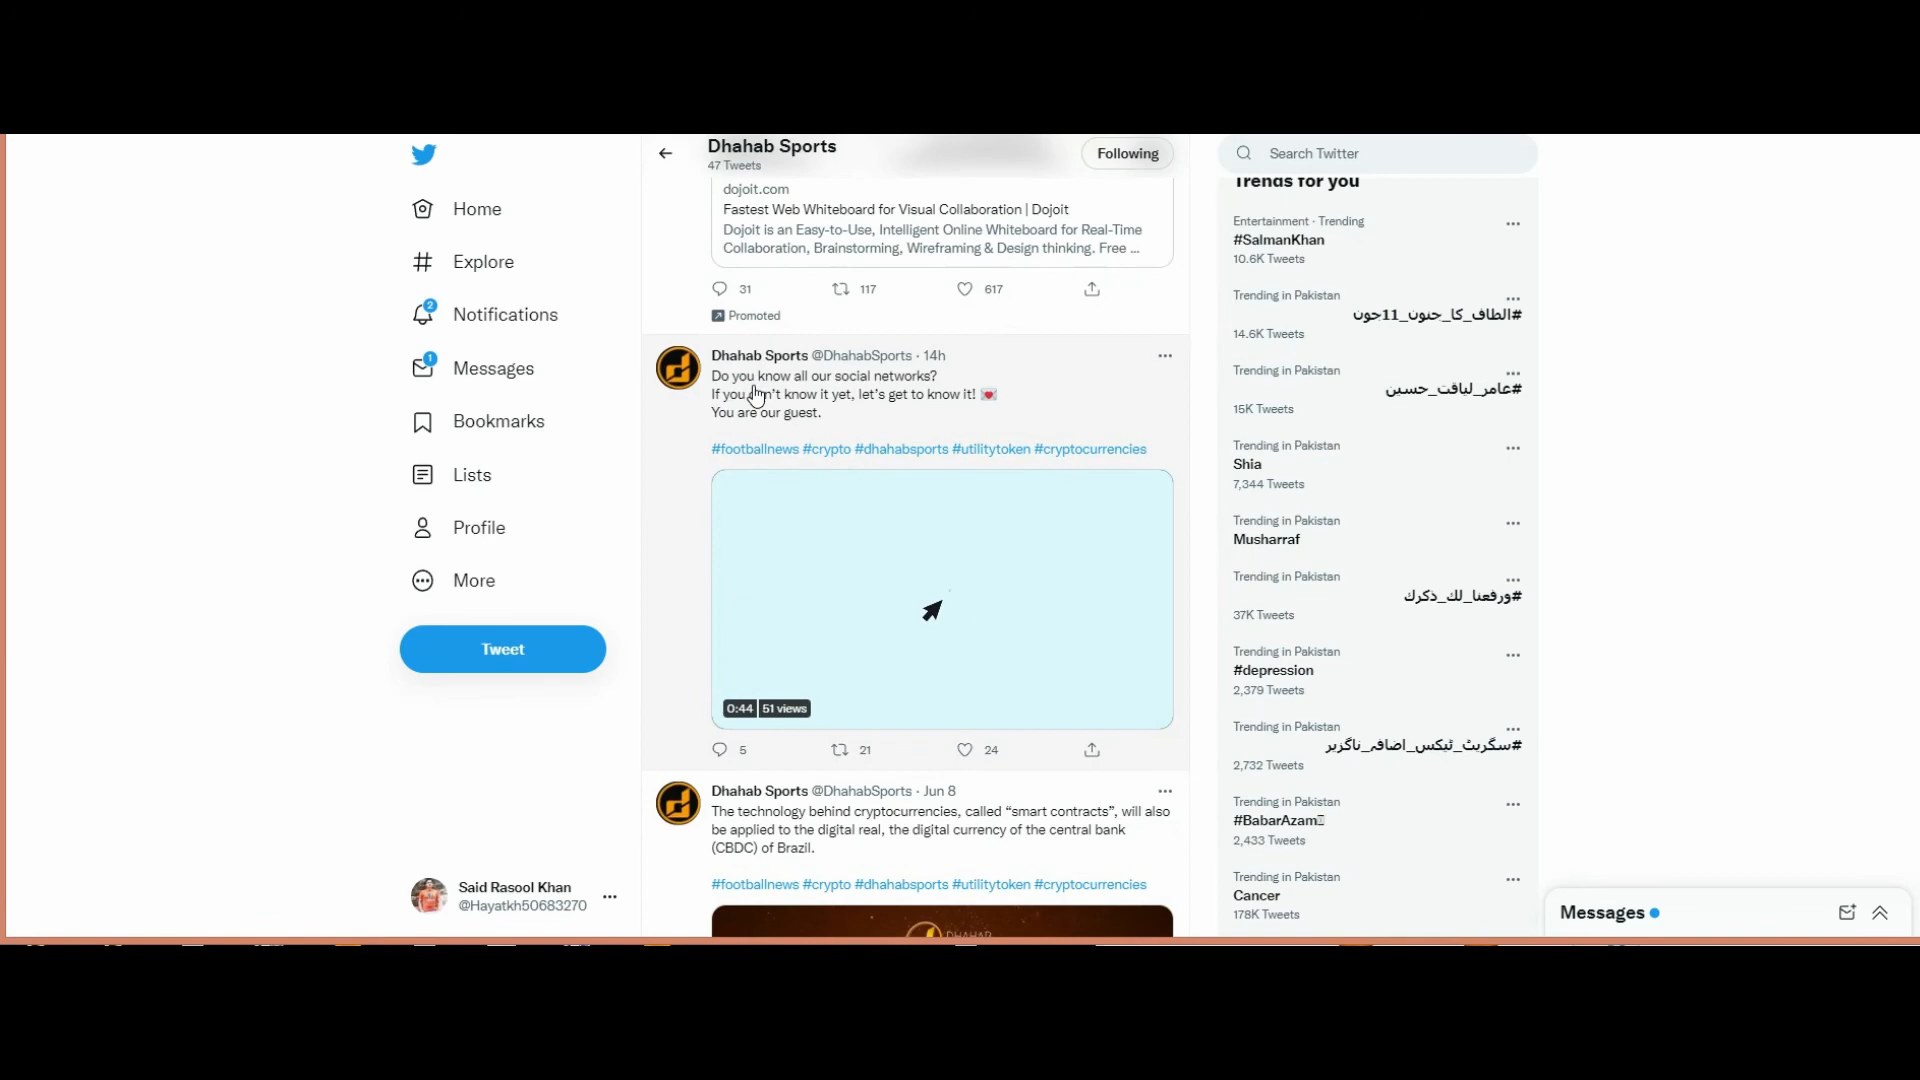 Home
Explore
2
Notifications
1
Messages
Bookmarks
Lists
Profile
More
Tweet
Said Rasool Khan
@Hayatkh50683270
Dhahab Sports
47 Tweets
Following
dojoit.com
Fastest Web Whiteboard for Visual Collaboration | Dojoit
Dojoit is an Easy-to-Use, Intelligent Online Whiteboard for Real-Time
Collaboration, Brainstorming, Wireframing & Design thinking. Free ...
31 117 617
Promoted
Dhahab Sports @DhahabSports · 14h
Do you know all our social networks?
If you don't know it yet, let's get to know it!
You are our guest.
#footballnews #crypto #dhahabsports #utilitytoken #cryptocurrencies
0:44 51 views
5 21 24
Dhahab Sports @DhahabSports · Jun 8
The technology behind cryptocurrencies, called “smart contracts”, will also
be applied to the digital real, the digital currency of the central bank
(CBDC) of Brazil.
#footballnews #crypto #dhahabsports #utilitytoken #cryptocurrencies
DHAHAB
Search Twitter
Trends for you
Entertainment · Trending
#SalmanKhan
10.6K Tweets
Trending in Pakistan
#الطاف_کا_جنون_11جون
14.6K Tweets
Trending in Pakistan
#عامر_لیاقت_حسین
15K Tweets
Trending in Pakistan
Shia
7,344 Tweets
Trending in Pakistan
Musharraf
Trending in Pakistan
#ورفعنا_لك_ذكرك
37K Tweets
Trending in Pakistan
#depression
2,379 Tweets
Trending in Pakistan
#سگریٹ_ٹیکس_اضافہ_ناگزیر
2,732 Tweets
Trending in Pakistan
#BabarAzam
2,433 Tweets
Trending in Pakistan
Cancer
178K Tweets
Messages